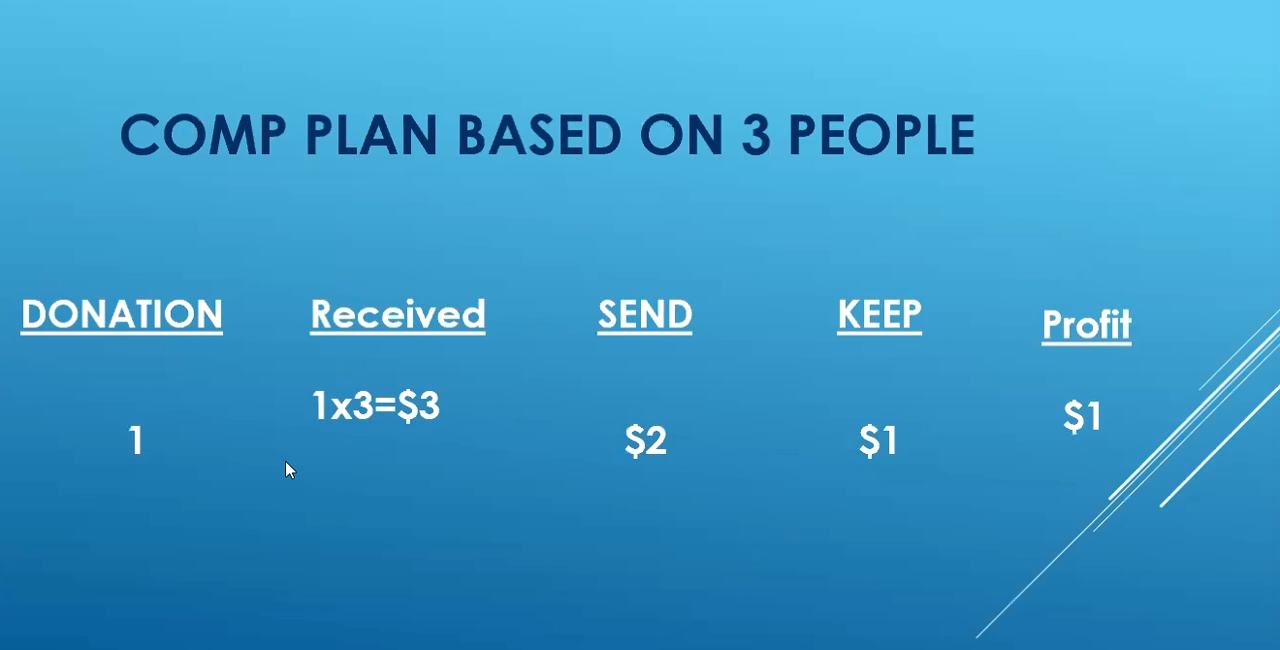 COMP PLAN BASED ON 3 PEOPLE
DONATION Received SEND KEEP Profit
1 1x3=$3 $2 $1 $1